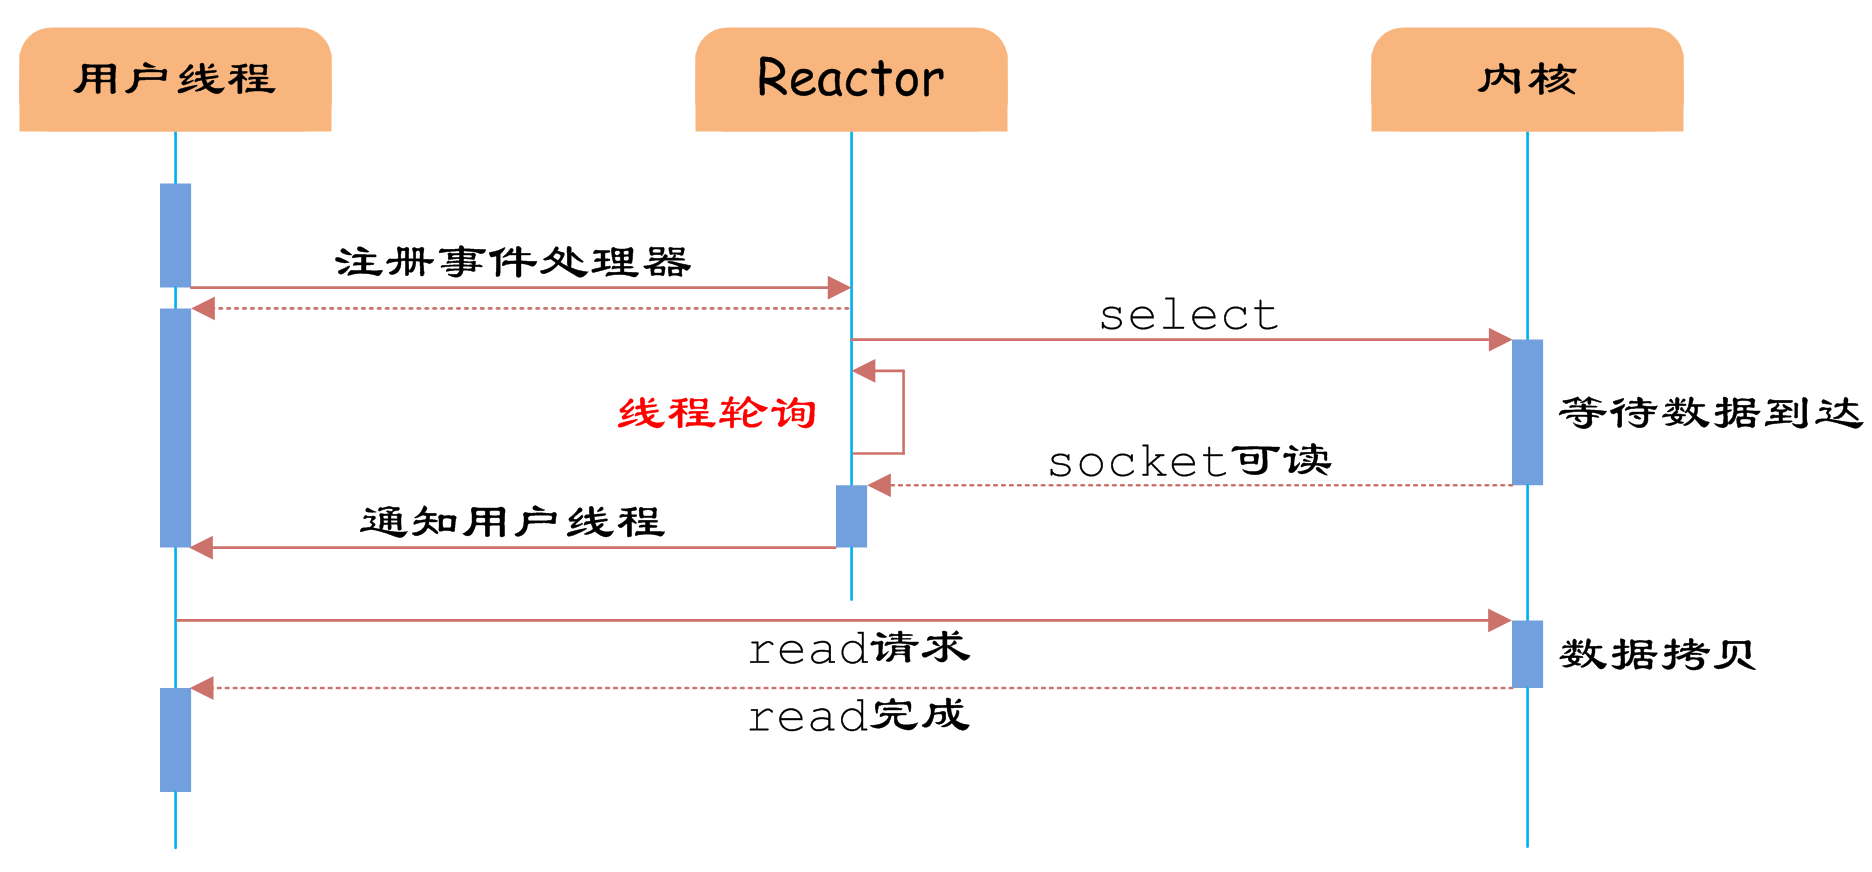 用户线程
Reactor
内核
注册事件处理器
select
线程轮询
等待数据到达
socket可读
通知用户线程
read请求
数据拷贝
read完成